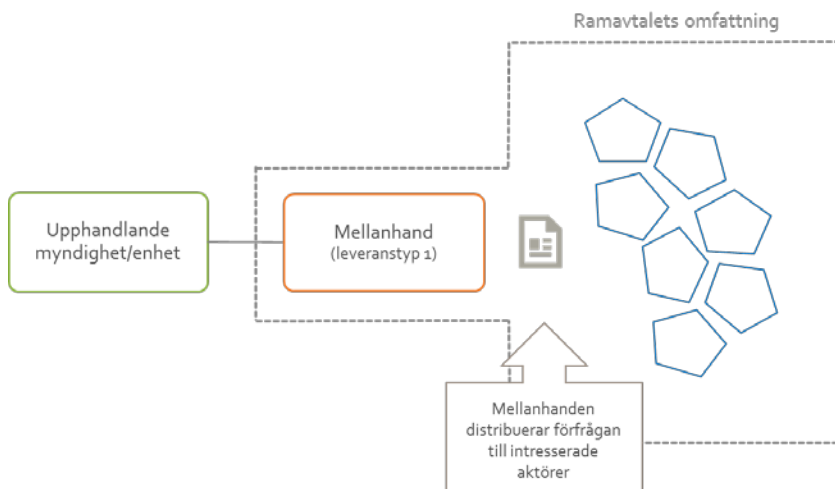 Ramavtalets omfattning
Upphandlande
myndighet/enhet
Mellanhand
(leveranstyp 1)
Mellanhanden
distribuerar förfrågan
till intresserade
aktörer